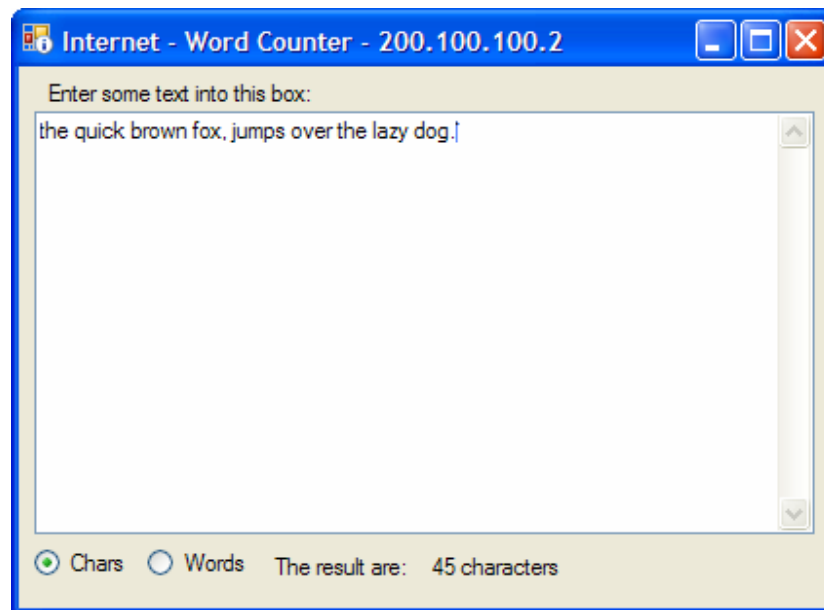 Internet - Word Counter - 200.100.100.2
Enter some text into this box:
the quick brown fox, jumps over the lazy dog.
Chars Words The result are: 45 characters